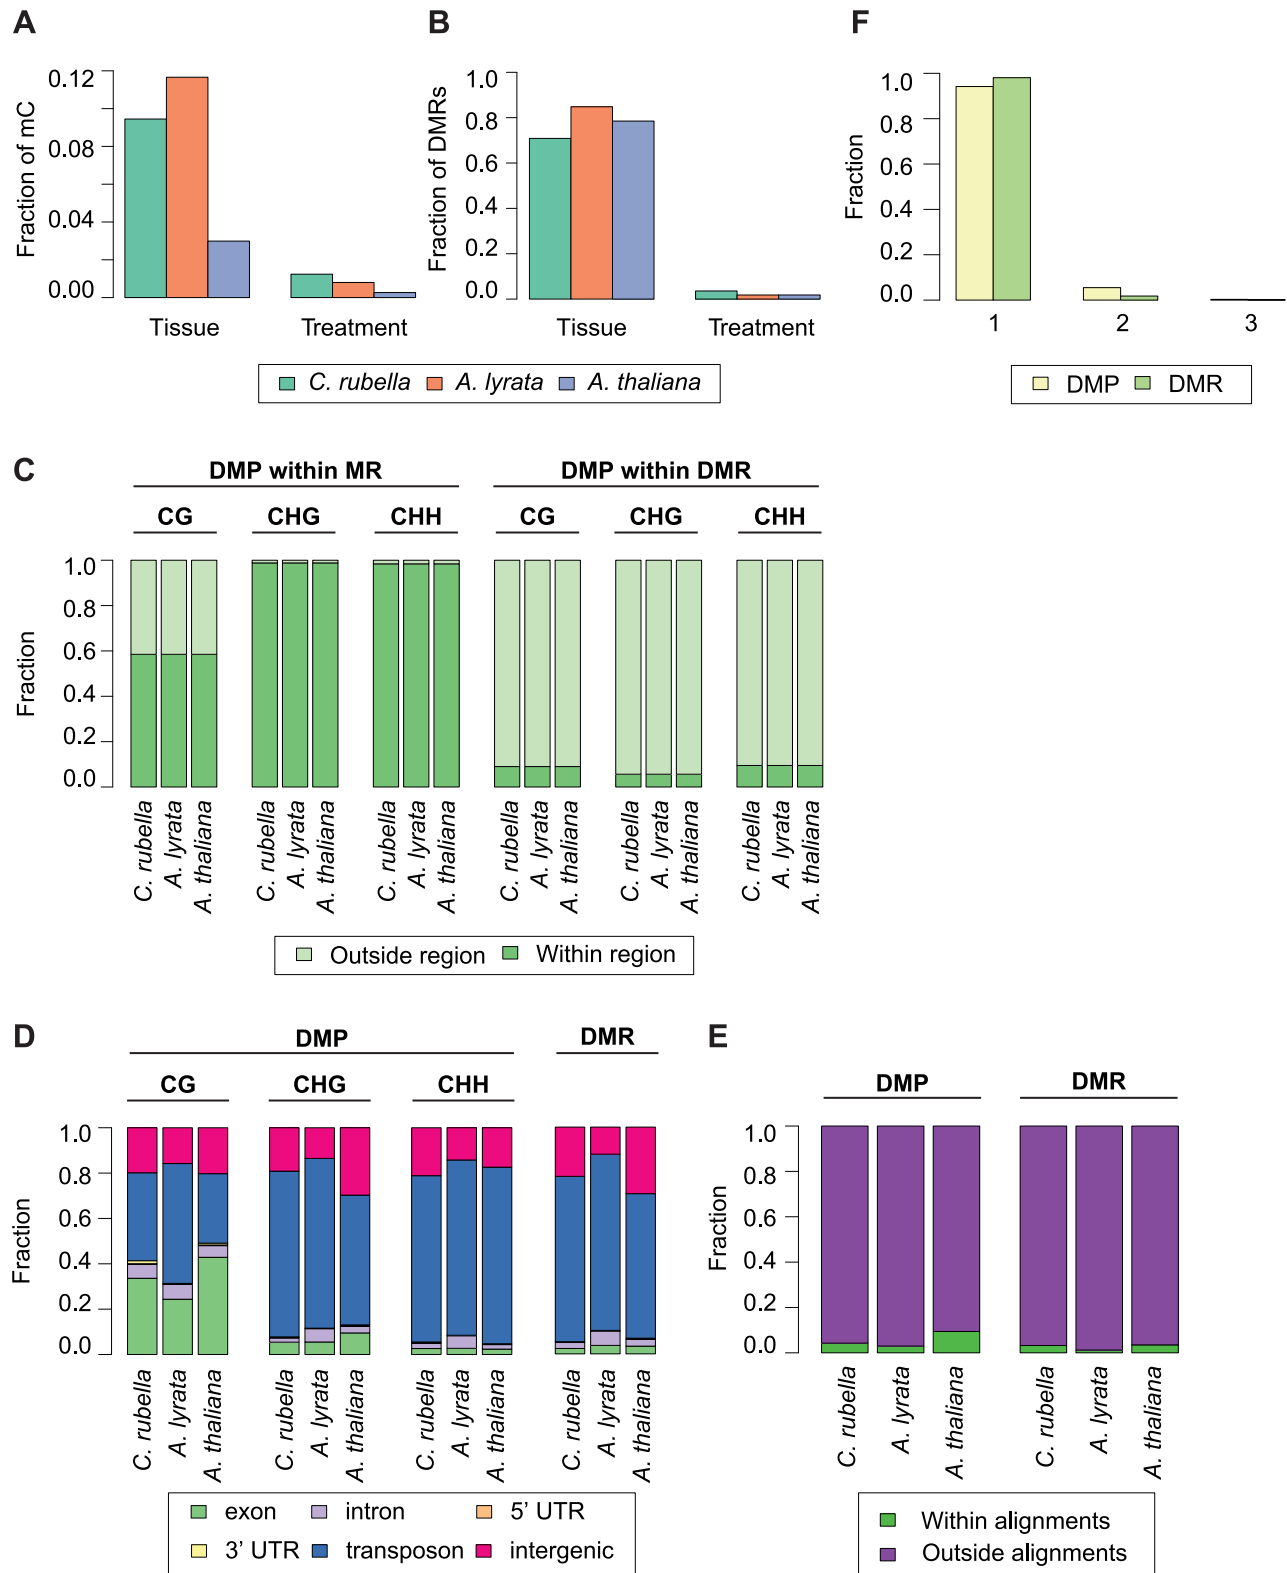 A
Fraction of mC
0.12
0.08
0.04
0.00
Tissue
Treatment
B
Fraction of DMRs
1.0
0.8
0.6
0.4
0.2
0.0
Tissue
Treatment
C. rubella
A. lyrata
A. thaliana
F
Fraction
1.0
0.8
0.6
0.4
0.2
0.0
1
2
3
DMP
DMR
C
DMP within MR
DMP within DMR
CG
CHG
CHH
CG
CHG
CHH
Fraction
1.0
0.8
0.6
0.4
0.2
0.0
C. rubella
A. lyrata
A. thaliana
C. rubella
A. lyrata
A. thaliana
C. rubella
A. lyrata
A. thaliana
C. rubella
A. lyrata
A. thaliana
C. rubella
A. lyrata
A. thaliana
C. rubella
A. lyrata
A. thaliana
Outside region
Within region
D
DMP
DMR
CG
CHG
CHH
Fraction
1.0
0.8
0.6
0.4
0.2
0.0
C. rubella
A. lyrata
A. thaliana
C. rubella
A. lyrata
A. thaliana
C. rubella
A. lyrata
A. thaliana
C. rubella
A. lyrata
A. thaliana
exon
intron
5’ UTR
3’ UTR
transposon
intergenic
E
DMP
DMR
Fraction
1.0
0.8
0.6
0.4
0.2
0.0
C. rubella
A. lyrata
A. thaliana
C. rubella
A. lyrata
A. thaliana
Within alignments
Outside alignments